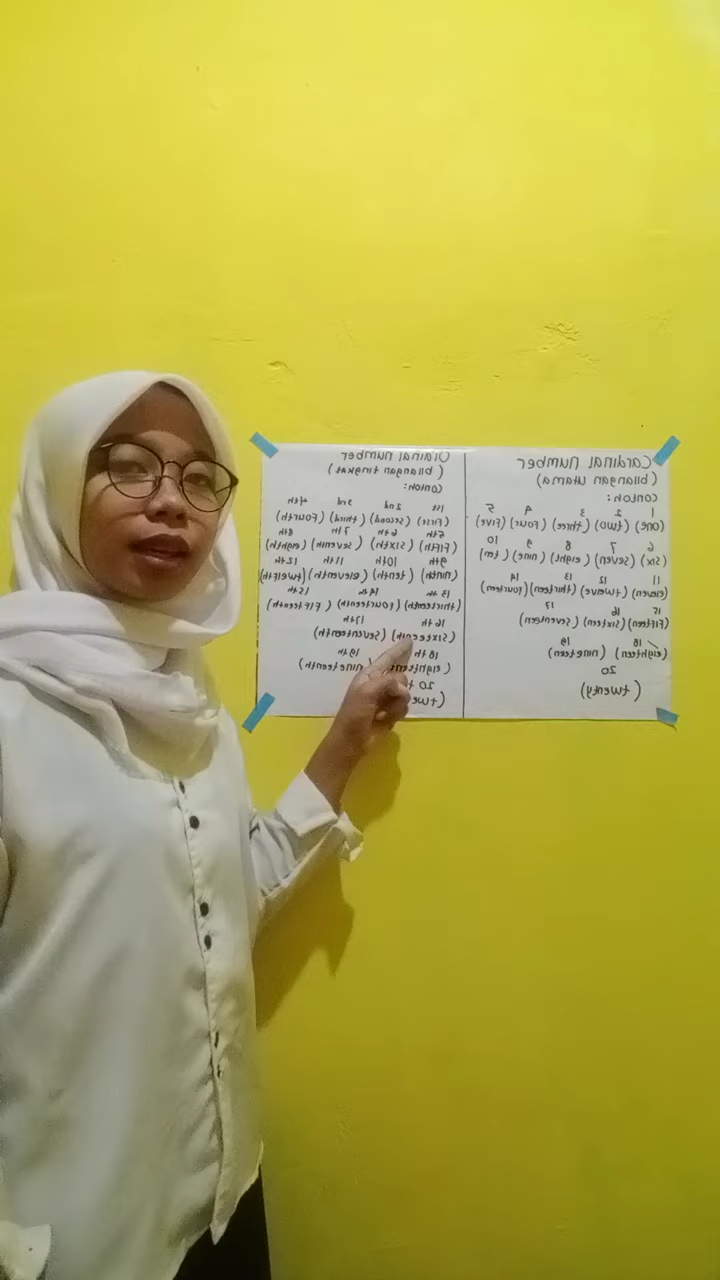 Cardinal Number
(bilangan utama)
contoh:
1 2 3 4 5
(one) (two) (three) (four) (five)
6 7 8 9 10
(six) (seven) (eight) (nine) (ten)
11 12 13 14
(eleven) (twelve) (thirteen) (fourteen)
15 16 17
(fifteen) (sixteen) (seventeen)
18 19
(eighteen) (nineteen)
20
(twenty)
Ordinal Number
(bilangan tingkat)
contoh:
1st 2nd 3rd 4th
(first) (second) (third) (fourth)
5th 6th 7th 8th
(fifth) (sixth) (seventh) (eighth)
9th 10th 11th 12th
(ninth) (tenth) (eleventh) (twelfth)
13th 14th 15th
(thirteenth) (fourteenth) (fifteenth)
16th 17th
(sixteenth) (seventeenth)
18th 19th
(eighteenth) (nineteenth)
20